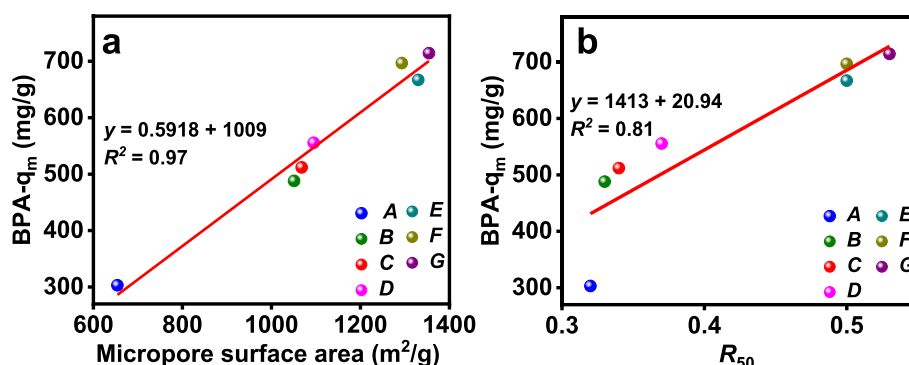 a
BPA-qm (mg/g)
700
600
500
400
300
y = 0.5918 + 1009
R² = 0.97
A
B
C
D
E
F
G
600 800 1000 1200 1400
Micropore surface area (m²/g)
b
BPA-qm (mg/g)
700
600
500
400
300
y = 1413 + 20.94
R² = 0.81
A
B
C
D
E
F
G
0.3 0.4 0.5
R50